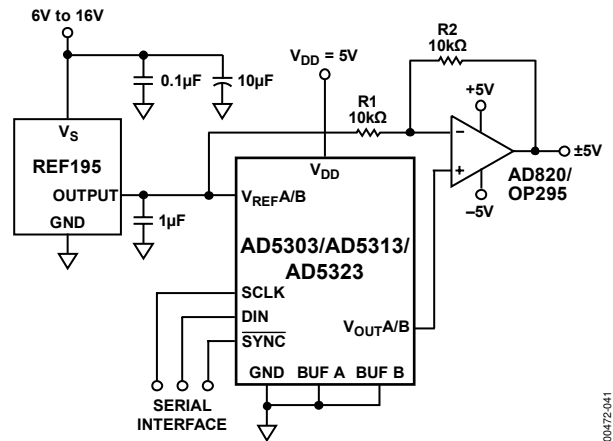 6V to 16V
0.1µF
10µF
VDD = 5V
R2
10kΩ
R1
10kΩ
+5V
VS
REF195
OUTPUT
GND
1µF
VDD
VREFA/B
−
+
±5V
AD820/
OP295
–5V
AD5303/AD5313/
AD5323
SCLK
DIN
SYNC
VOUTA/B
GND
BUF A
BUF B
SERIAL
INTERFACE
00472-041